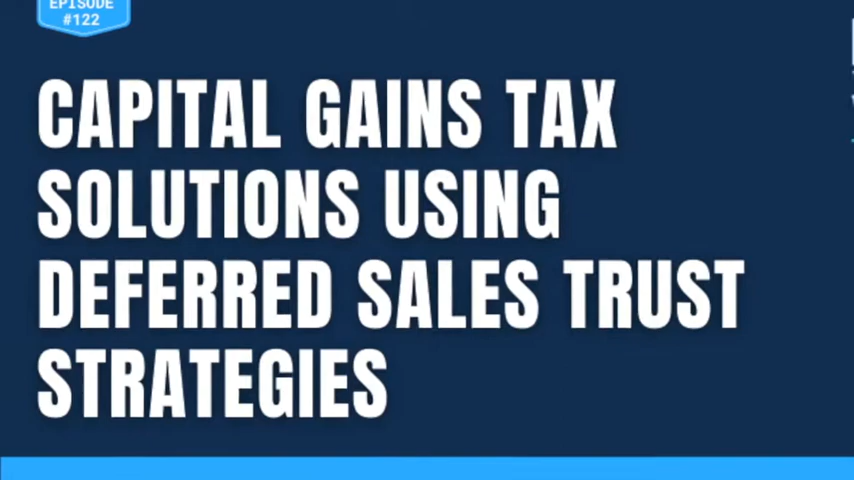 EPISODE
#122
CAPITAL GAINS TAX
SOLUTIONS USING
DEFERRED SALES TRUST
STRATEGIES